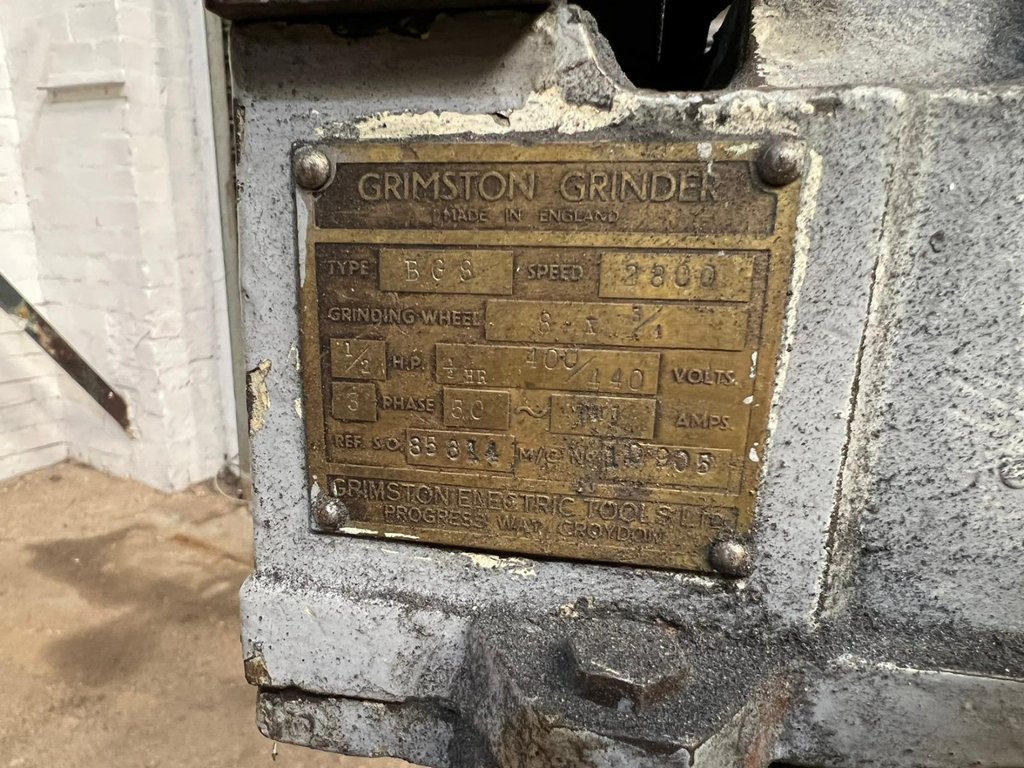 GRIMSTON GRINDER
MADE IN ENGLAND
TYPE BG8 SPEED 2800
GRINDING WHEEL 8 X 3/4
1/2 H.P. 1/2 HR 400/440 VOLTS.
3 PHASE 50 ~ AMPS.
REF. S.O. 85614 M/C No.
GRIMSTON ELECTRIC TOOLS LTD.
PROGRESS WAY, CROYDON